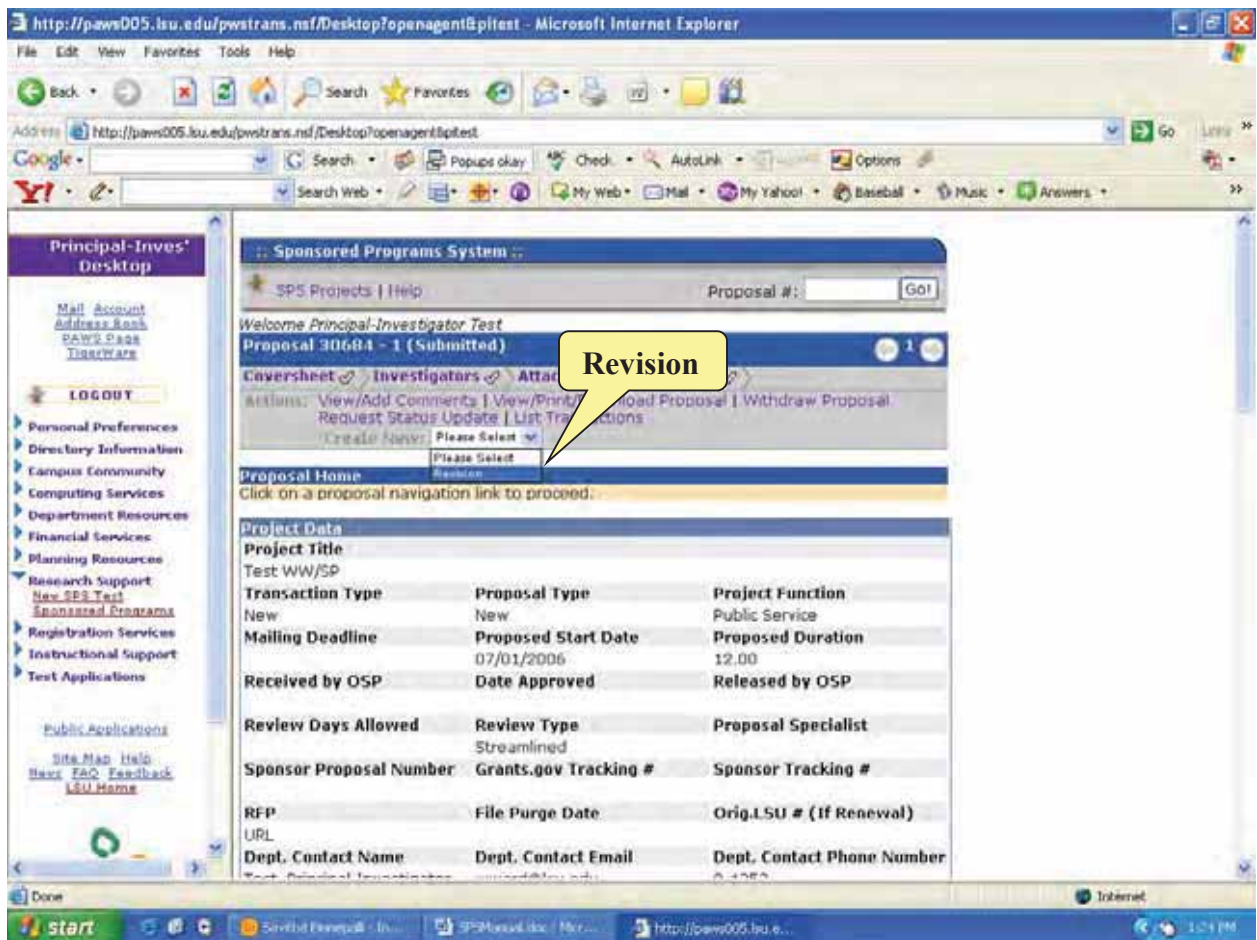 http://paws005.lsu.edu/pwstrans.nsf/Desktop?openagent&pitest - Microsoft Internet Explorer
File Edit View Favorites Tools Help
Back Search Favorites
Address http://paws005.lsu.edu/pwstrans.nsf/Desktop?openagent&pitest Go Links »
Google Search Popups okay Check AutoLink Options
Y! Search Web My Web Mail My Yahoo! Baseball Music Answers »
Principal-Inves'
Desktop
Mail Account
Address Book
PAWS Page
TigerWare
LOGOUT
Personal Preferences
Directory Information
Campus Community
Computing Services
Department Resources
Financial Services
Planning Resources
Research Support
New SPS Test
Sponsored Programs
Registration Services
Instructional Support
Test Applications
Public Applications
Site Map Help
News FAQ Feedback
LSU Home
:: Sponsored Programs System ::
SPS Projects | Help Proposal #: Go!
Welcome Principal-Investigator Test
Proposal 30684 - 1 (Submitted) 1
Revision
Coversheet Investigators
Actions: View/Add Comments | View/Print/ Proposal | Withdraw Proposal
Request Status Update | List
Create New: Please Select
Please Select
Revision
Proposal Home
Click on a proposal navigation link to proceed.
Project Data
Project Title
Test WW/SP
Transaction Type Proposal Type Project Function
New New Public Service
Mailing Deadline Proposed Start Date Proposed Duration
07/01/2006 12.00
Received by OSP Date Approved Released by OSP
Review Days Allowed Review Type Proposal Specialist
Streamlined
Sponsor Proposal Number Grants.gov Tracking # Sponsor Tracking #
RFP File Purge Date Orig.LSU # (If Renewal)
URL
Dept. Contact Name Dept. Contact Email Dept. Contact Phone Number
Done Internet
start SPSManual.doc http://paws005.lsu.e... 1:24 PM